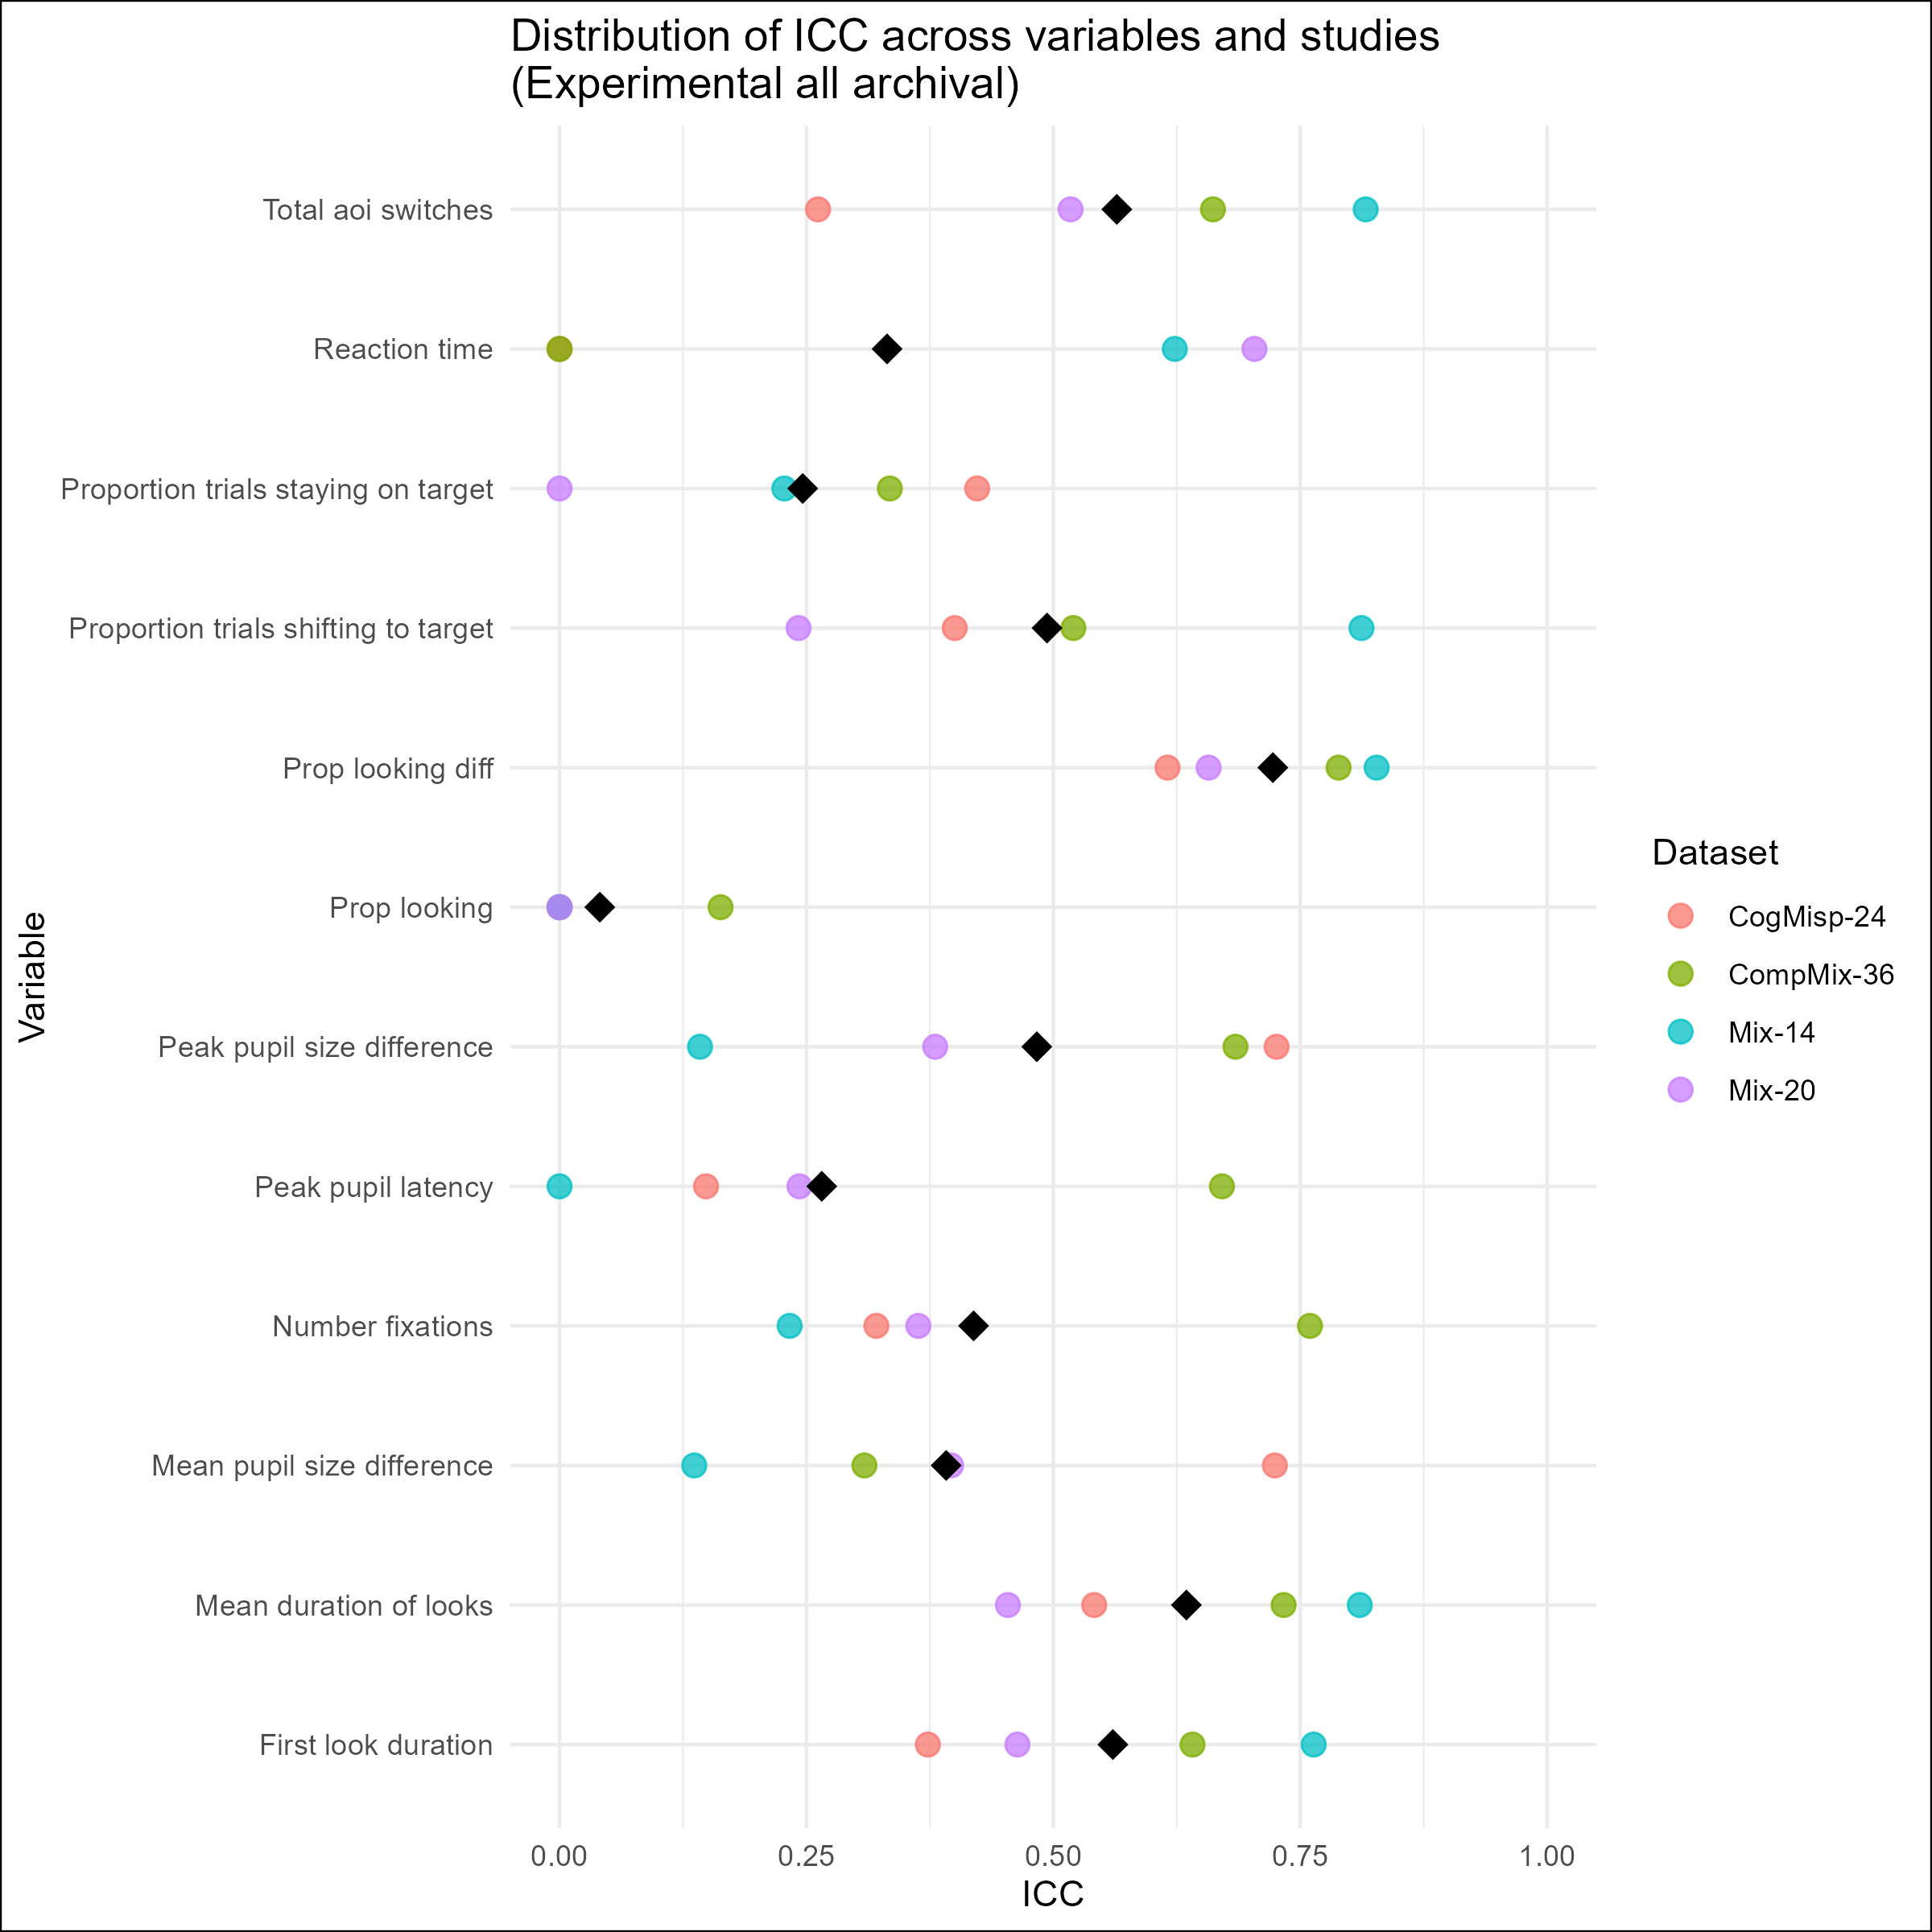 Distribution of ICC across variables and studies
(Experimental all archival)
Variable
Total aoi switches
Reaction time
Proportion trials staying on target
Proportion trials shifting to target
Prop looking diff
Prop looking
Peak pupil size difference
Peak pupil latency
Number fixations
Mean pupil size difference
Mean duration of looks
First look duration
0.00 0.25 0.50 0.75 1.00
ICC
Dataset
CogMisp-24
CompMix-36
Mix-14
Mix-20